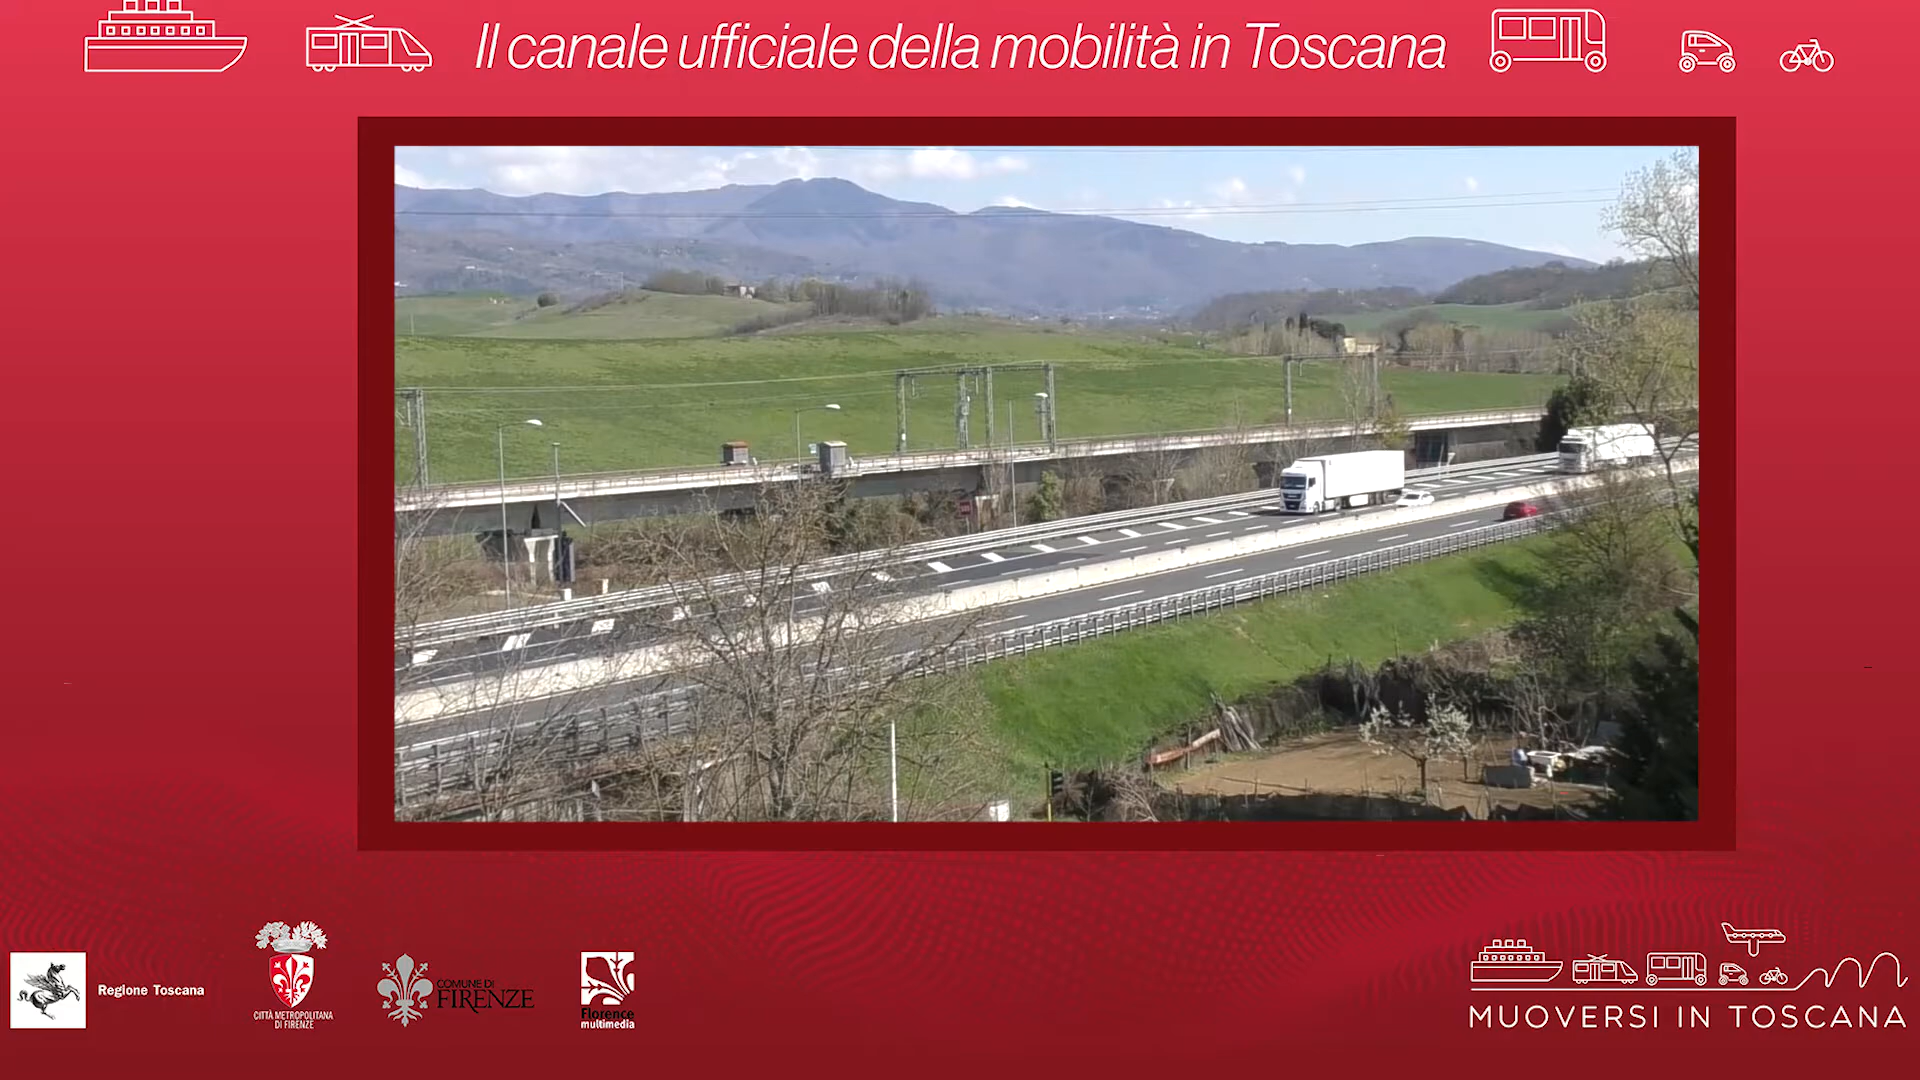 Il canale ufficiale della mobilità in Toscana
Regione Toscana
CITTÀ METROPOLITANA
DI FIRENZE
COMUNE DI
FIRENZE
Florence
multimedia
MUOVERSI IN TOSCANA